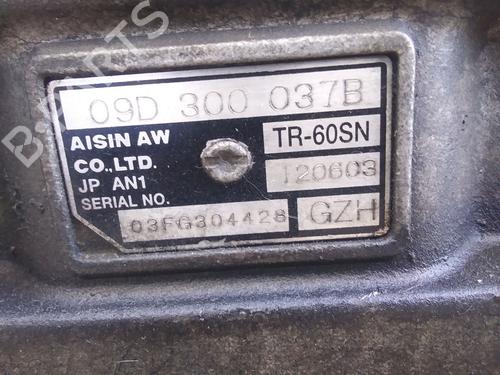 09D 300 037B
AISIN AW
CO.,LTD.
JP AN1
SERIAL NO.
TR-60SN
120603
03FG304428
GZH